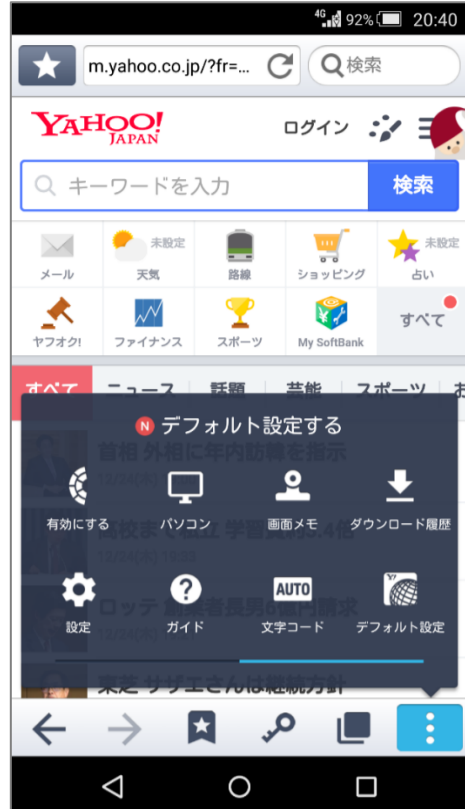 4G 92% 20:40
m.yahoo.co.jp/?fr=... 検索
YAHOO!
JAPAN
ログイン
キーワードを入力 検索
未設定 未設定
メール 天気 路線 ショッピング 占い
ヤフオク! ファイナンス スポーツ My SoftBank すべて
すべて ニュース 話題 芸能 スポーツ お
N デフォルト設定する
首相 外相に年内訪韓を指示
有効にする パソコン 画面メモ ダウンロード履歴
AUTO
設定 ガイド 文字コード デフォルト設定
東芝 サザエさんは継続方針